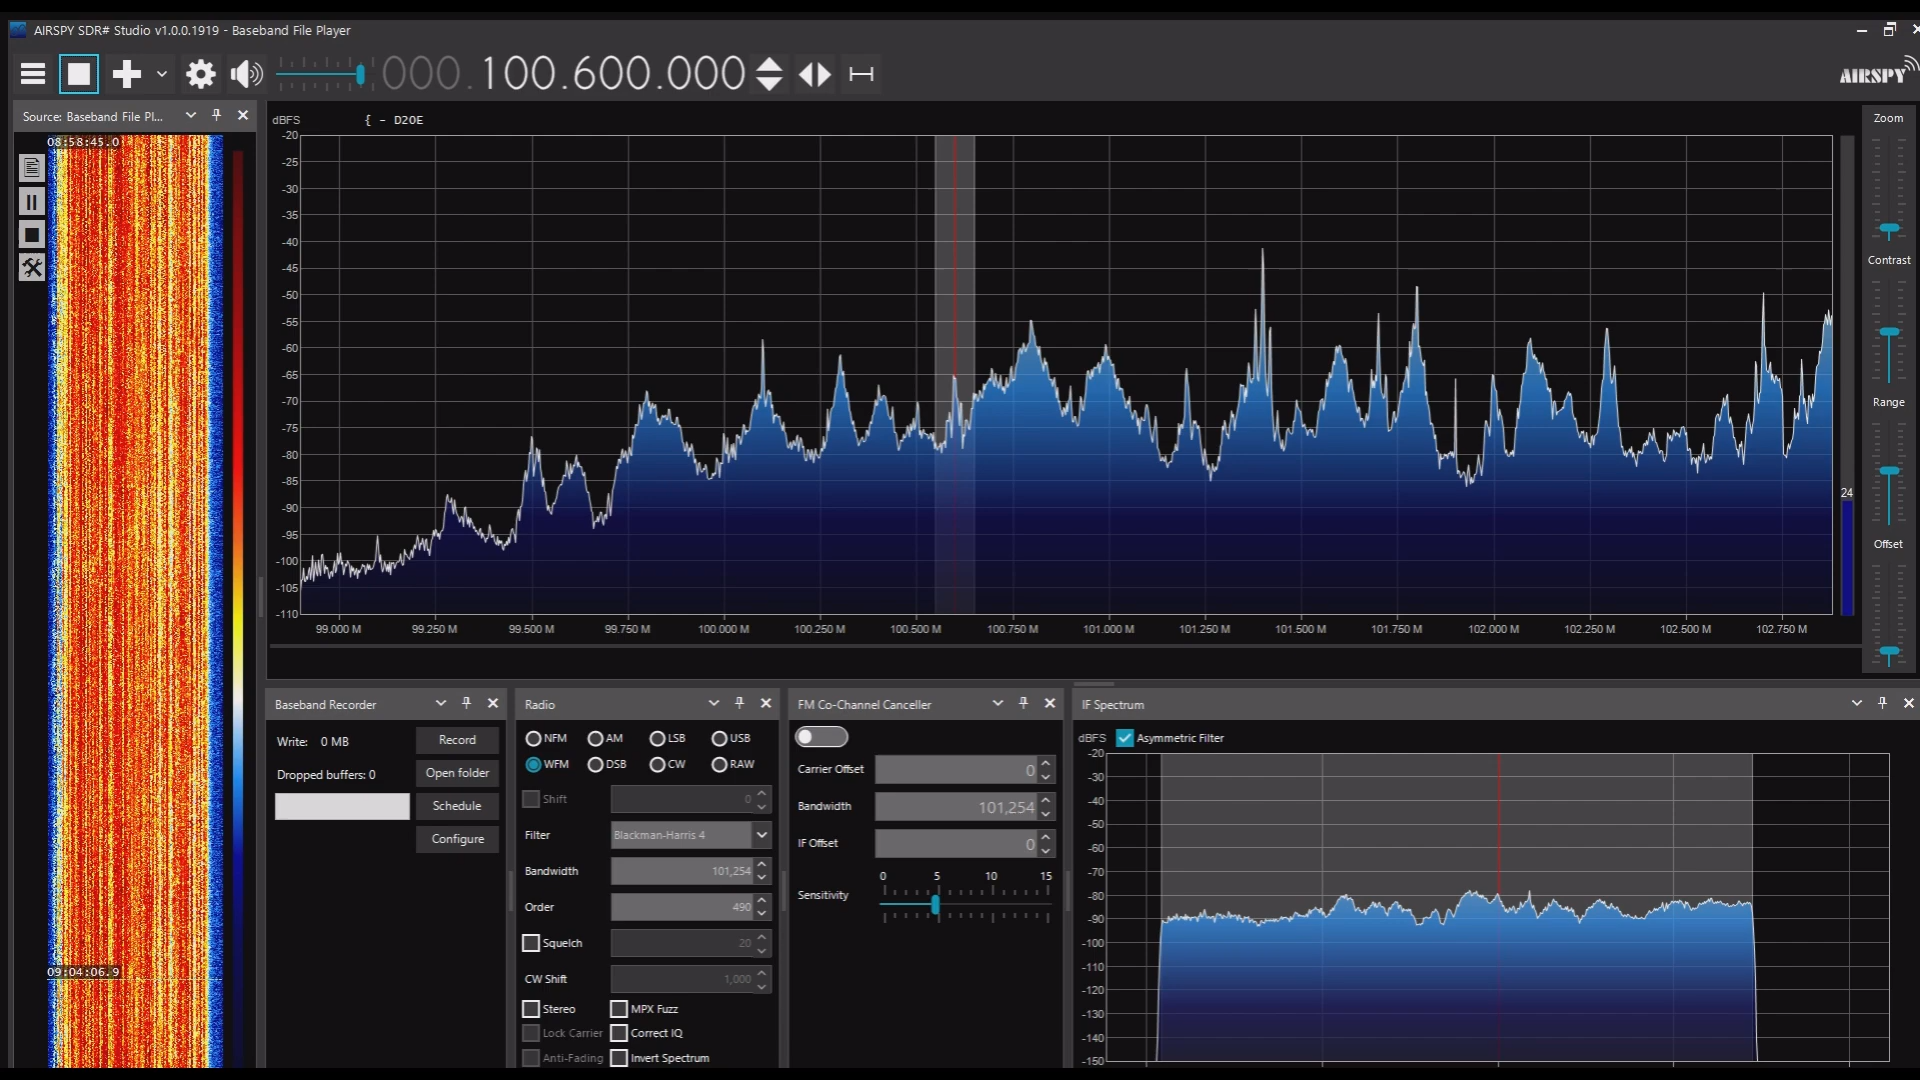 AIRSPY SDR# Studio v1.0.0.1919 - Baseband File Player
000.100.600.000
AIRSPY
Source: Baseband File Pl...
08:58:45.0
09:04:06.9
dBFS
{ - D20E
-20
-25
-30
-35
-40
-45
-50
-55
-60
-65
-70
-75
-80
-85
-90
-95
-100
-105
-110
99.000 M 99.250 M 99.500 M 99.750 M 100.000 M 100.250 M 100.500 M 100.750 M 101.000 M 101.250 M 101.500 M 101.750 M 102.000 M 102.250 M 102.500 M 102.750 M
24
Zoom
Contrast
Range
Offset
Baseband Recorder
Write: 0 MB
Record
Dropped buffers: 0
Open folder
Schedule
Configure
Radio
NFM AM LSB USB
WFM DSB CW RAW
Shift 0
Filter Blackman-Harris 4
Bandwidth 101,254
Order 490
Squelch 20
CW Shift 1,000
Stereo MPX Fuzz
Lock Carrier Correct IQ
Anti-Fading Invert Spectrum
FM Co-Channel Canceller
Carrier Offset 0
Bandwidth 101,254
IF Offset 0
0 5 10 15
Sensitivity
IF Spectrum
dBFS Asymmetric Filter
-20
-30
-40
-50
-60
-70
-80
-90
-100
-110
-120
-130
-140
-150